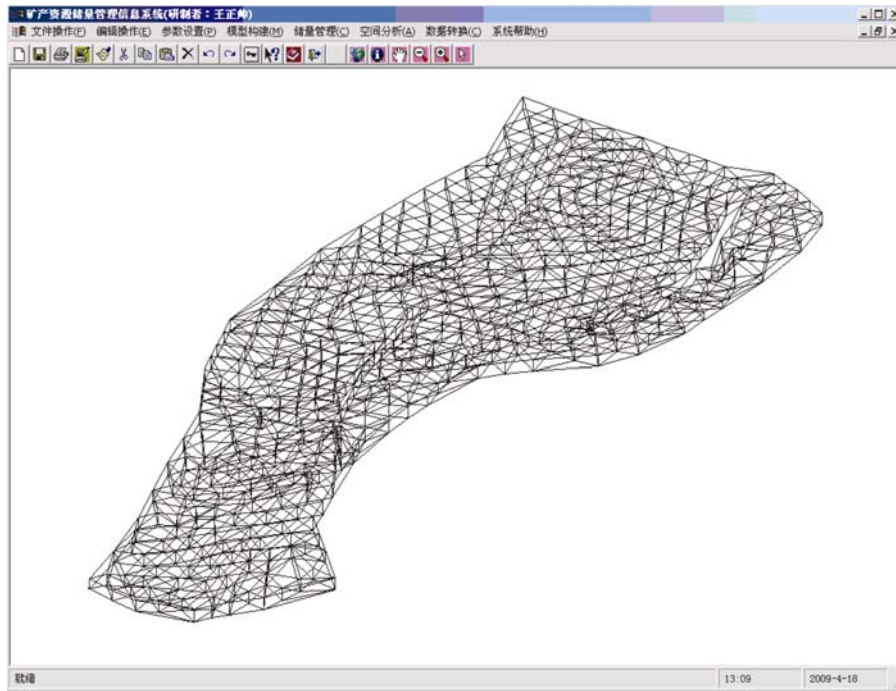 矿产资源储量管理信息系统(研制者：王正帅)
文件操作(F) 编辑操作(E) 参数设置(P) 模型构建(M) 储量管理(C) 空间分析(A) 数据转换(C) 系统帮助(H)
就绪 13:09 2009-4-18